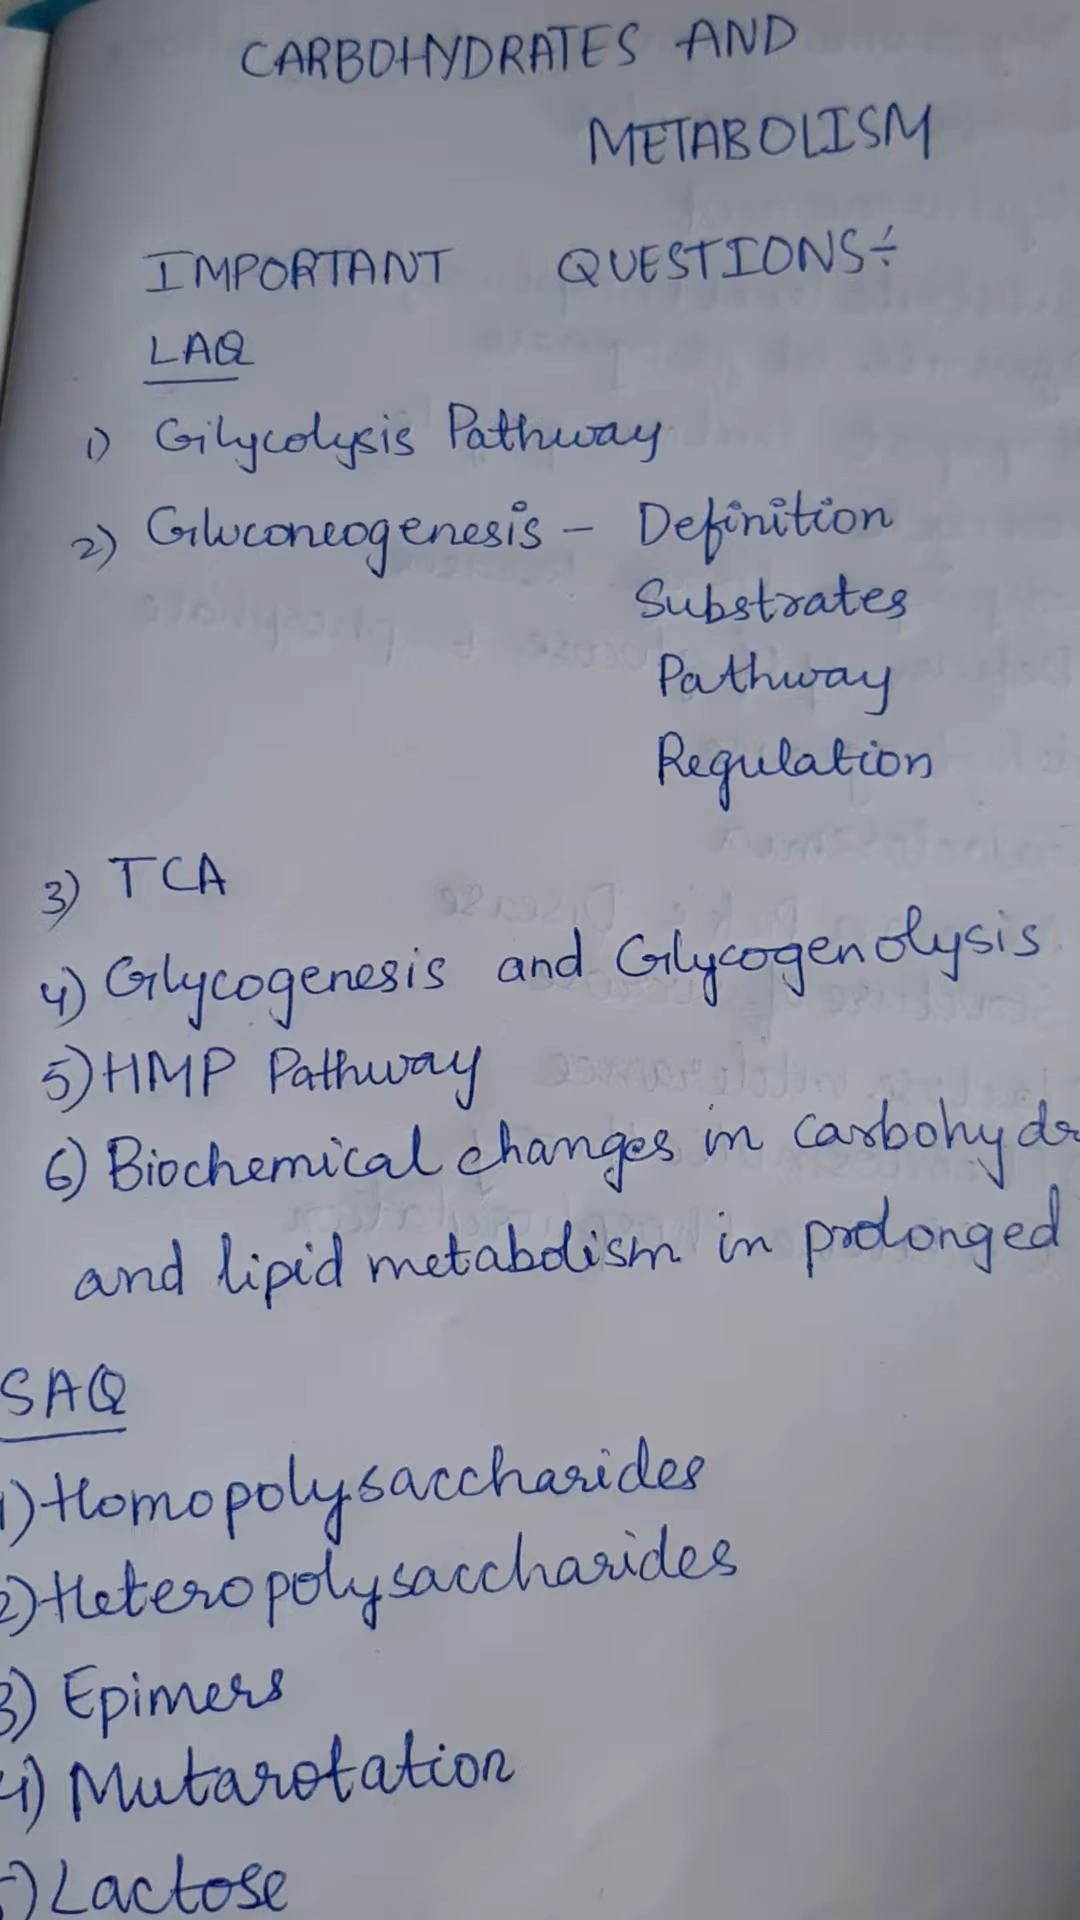 CARBOHYDRATES AND
METABOLISM
IMPORTANT QUESTIONS÷
LAQ
1) Glycolysis Pathway
2) Gluconeogenesis - Definition
Substrates
Pathway
Regulation
3) TCA
4) Glycogenesis and Glycogenolysis
5) HMP Pathway
6) Biochemical changes in carbohydr
and lipid metabolism in prolonged
SAQ
1) Homopolysaccharides
2) Heteropolysaccharides
3) Epimers
4) Mutarotation
5) Lactose